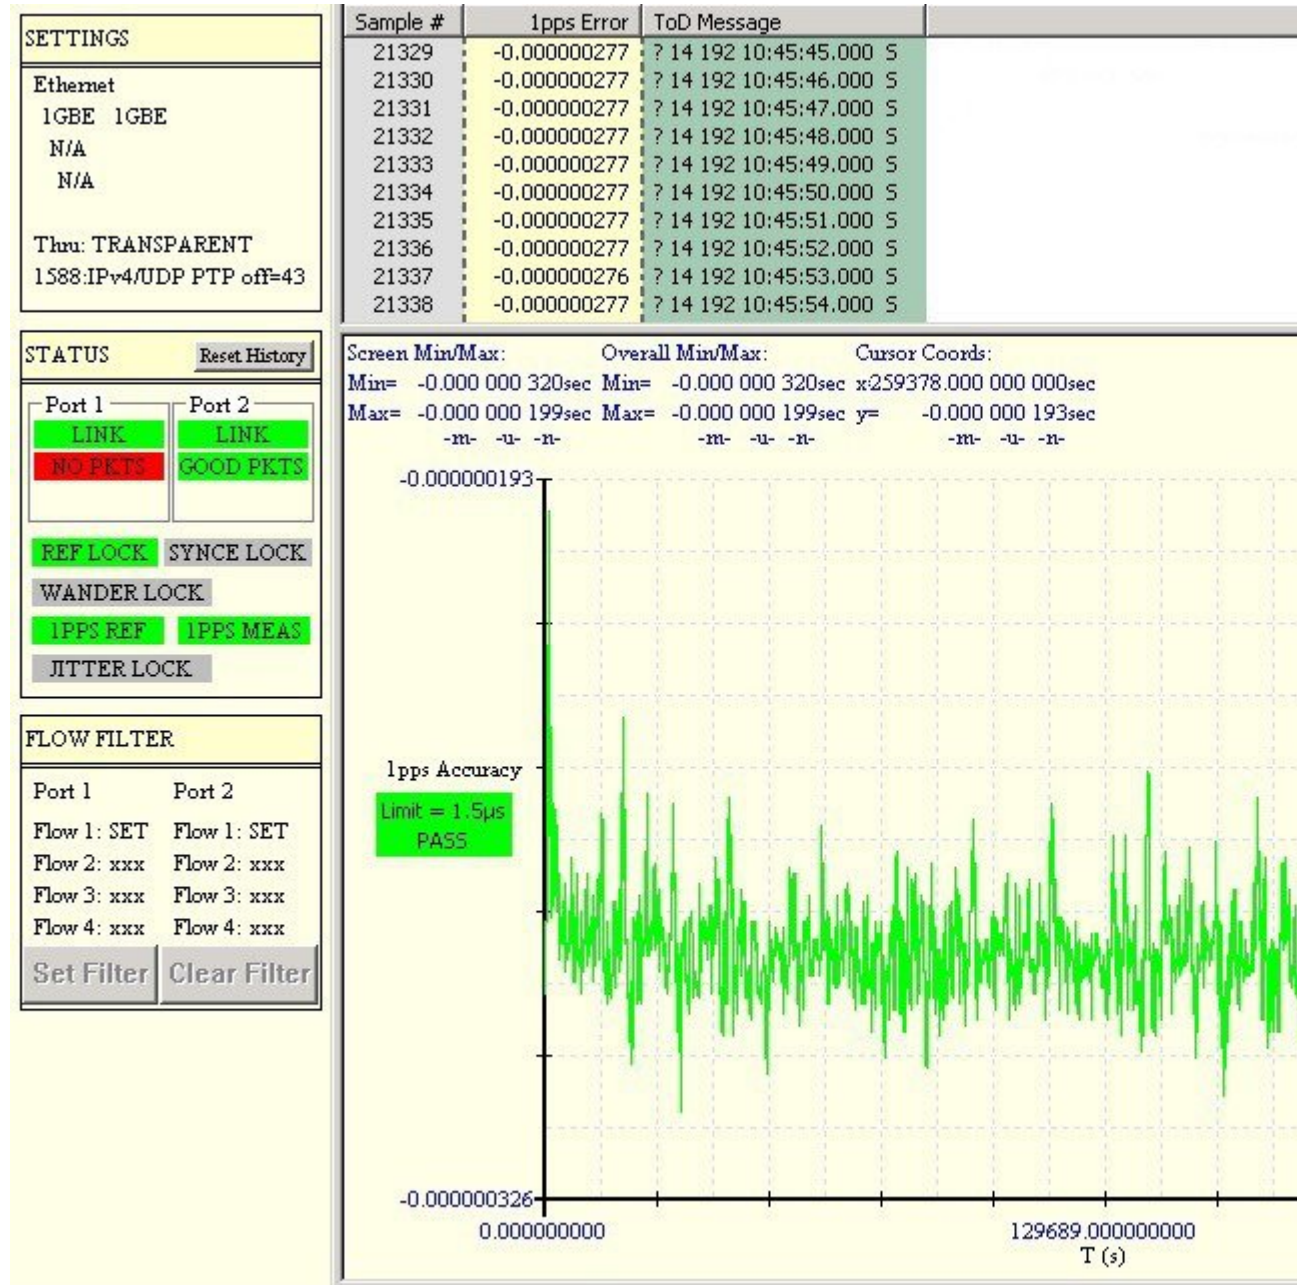 SETTINGS
Ethernet
1GBE 1GBE
N/A
N/A
Thru: TRANSPARENT
1588:IPv4/UDP PTP off=43
STATUS Reset History
Port 1 Port 2
LINK LINK
NO PKTS GOOD PKTS
REF LOCK SYNCE LOCK
WANDER LOCK
1PPS REF 1PPS MEAS
JITTER LOCK
FLOW FILTER
Port 1 Port 2
Flow 1: SET Flow 1: SET
Flow 2: xxx Flow 2: xxx
Flow 3: xxx Flow 3: xxx
Flow 4: xxx Flow 4: xxx
Set Filter Clear Filter
Sample # 1pps Error ToD Message
21329 -0.000000277 ? 14 192 10:45:45.000 S
21330 -0.000000277 ? 14 192 10:45:46.000 S
21331 -0.000000277 ? 14 192 10:45:47.000 S
21332 -0.000000277 ? 14 192 10:45:48.000 S
21333 -0.000000277 ? 14 192 10:45:49.000 S
21334 -0.000000277 ? 14 192 10:45:50.000 S
21335 -0.000000277 ? 14 192 10:45:51.000 S
21336 -0.000000277 ? 14 192 10:45:52.000 S
21337 -0.000000276 ? 14 192 10:45:53.000 S
21338 -0.000000277 ? 14 192 10:45:54.000 S
Screen Min/Max: Overall Min/Max: Cursor Coords:
Min= -0.000 000 320sec Min= -0.000 000 320sec x:259378.000 000 000sec
Max= -0.000 000 199sec Max= -0.000 000 199sec y= -0.000 000 193sec
-m- -u- -n- -m- -u- -n- -m- -u- -n-
-0.000000193
1pps Accuracy
Limit = 1.5µs
PASS
-0.000000326
0.000000000 129689.000000000
T (s)